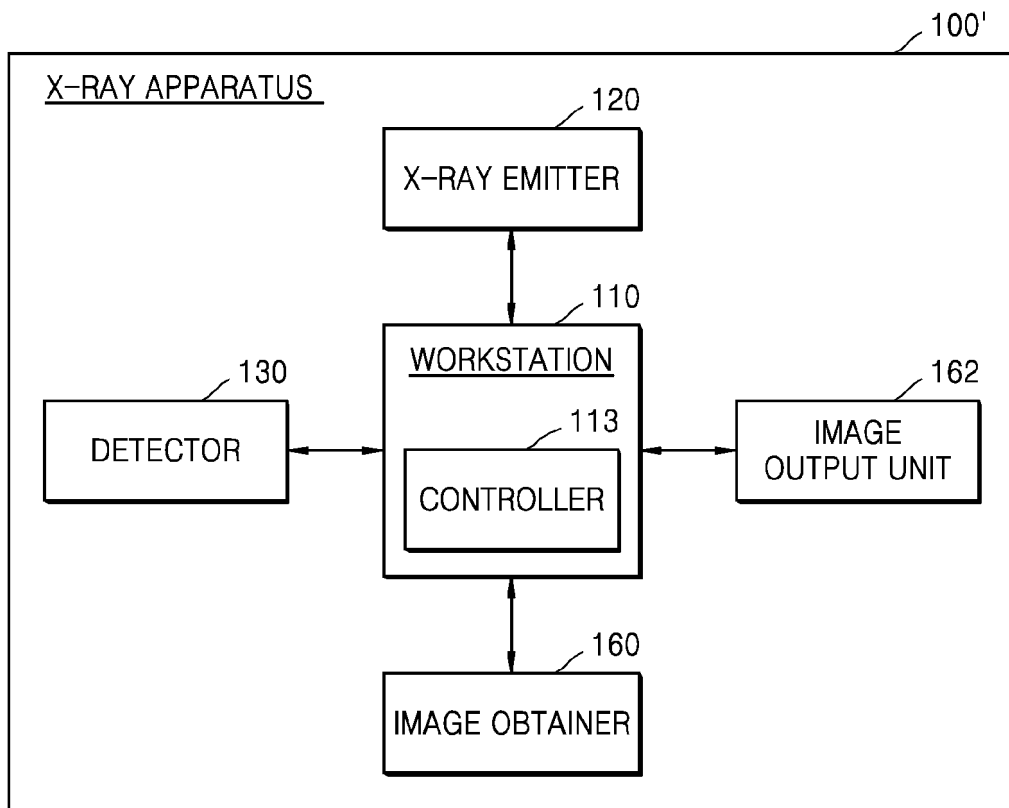 100'
X-RAY APPARATUS
120
X-RAY EMITTER
110
WORKSTATION
130
DETECTOR
113
CONTROLLER
162
IMAGE
OUTPUT UNIT
160
IMAGE OBTAINER